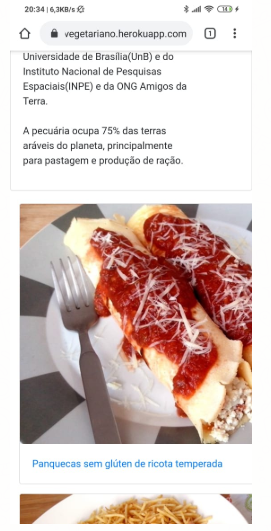 20:34 | 6,3KB/s
vegetariano.herokuapp.com
1
Universidade de Brasília(UnB) e do
Instituto Nacional de Pesquisas
Espaciais(INPE) e da ONG Amigos da
Terra.
A pecuária ocupa 75% das terras
aráveis do planeta, principalmente
para pastagem e produção de ração.
Panquecas sem glúten de ricota temperada